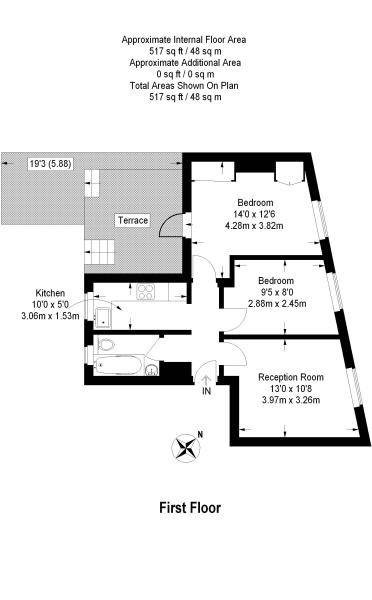 Approximate Internal Floor Area
517 sq ft / 48 sq m
Approximate Additional Area
0 sq ft / 0 sq m
Total Areas Shown On Plan
517 sq ft / 48 sq m
19'3 (5.88)
Terrace
Bedroom
14'0 x 12'6
4.28m x 3.82m
Bedroom
9'5 x 8'0
2.88m x 2.45m
Kitchen
10'0 x 5'0
3.06m x 1.53m
Reception Room
13'0 x 10'8
3.97m x 3.26m
IN
N
First Floor